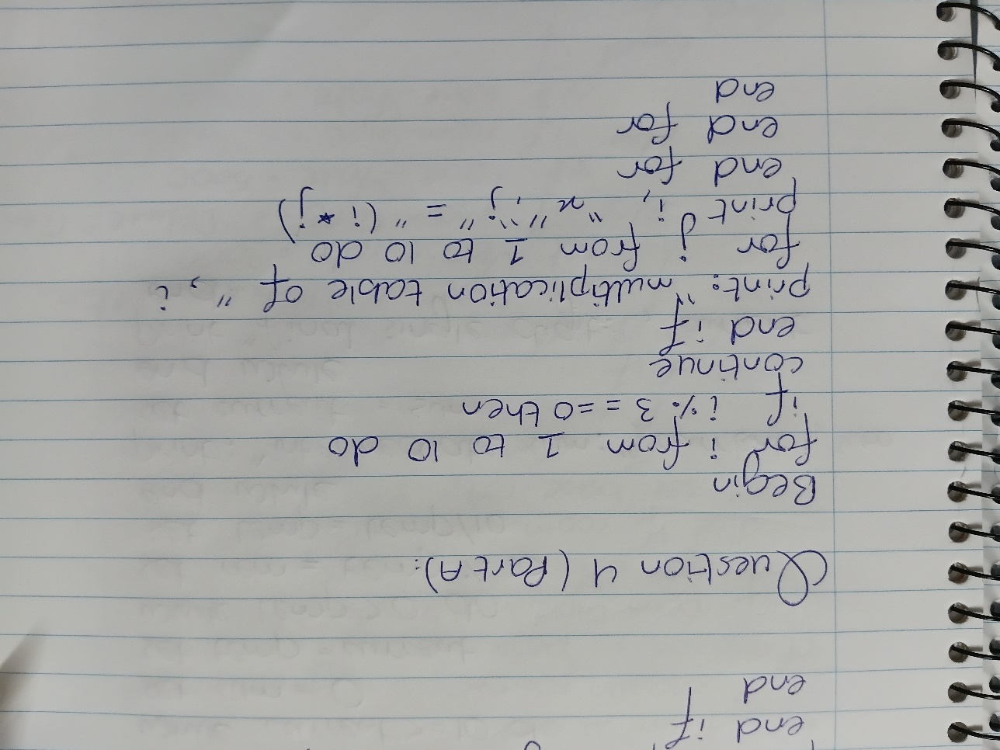 end if
end
Question 4 (Part A):
Begin
for i from 1 to 10 do
if i % 3 ==0 then
continue
end if
print: "multiplication table of ", i
for j from 1 to 10 do
print i, "x", j, "=" (i*j)
end for
end for
end